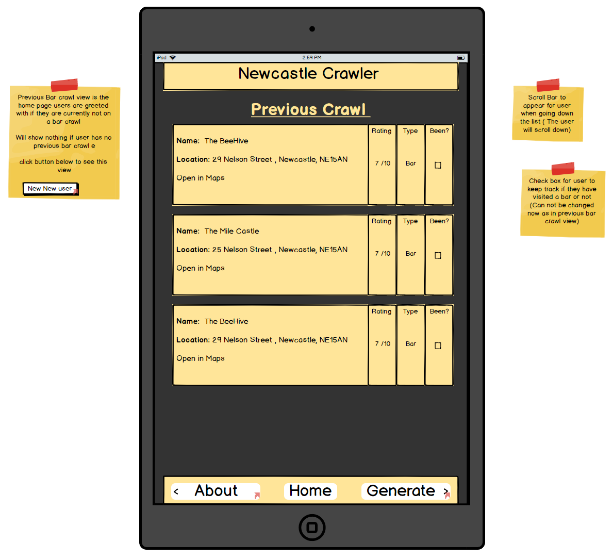 iPod 2:58 PM
Newcastle Crawler
Previous Crawl
Name: The BeeHive
Location: 29 Nelson Street , Newcastle, NE15AN
Open in Maps
Rating Type Been?
7 /10 Bar
Name: The Mile Castle
Location: 25 Nelson Street , Newcastle, NE15AN
Open in Maps
Rating Type Been?
7 /10 Bar
Name: The BeeHive
Location: 29 Nelson Street , Newcastle, NE15AN
Open in Maps
Rating Type Been?
7 /10 Bar
< About Home Generate >
Previous Bar crawl view is the
home page users are greeted
with if they are currently not on
a bar crawl
Will show nothing if user has no
previous bar crawl e
click button below to see this
view
New New user
Scroll Bar to
appear for user
when going down
the list ( The user
will scroll down)
Check box for user to
keep track if they have
visited a bar or not
(Can not be changed
now as in previous bar
crawl view)